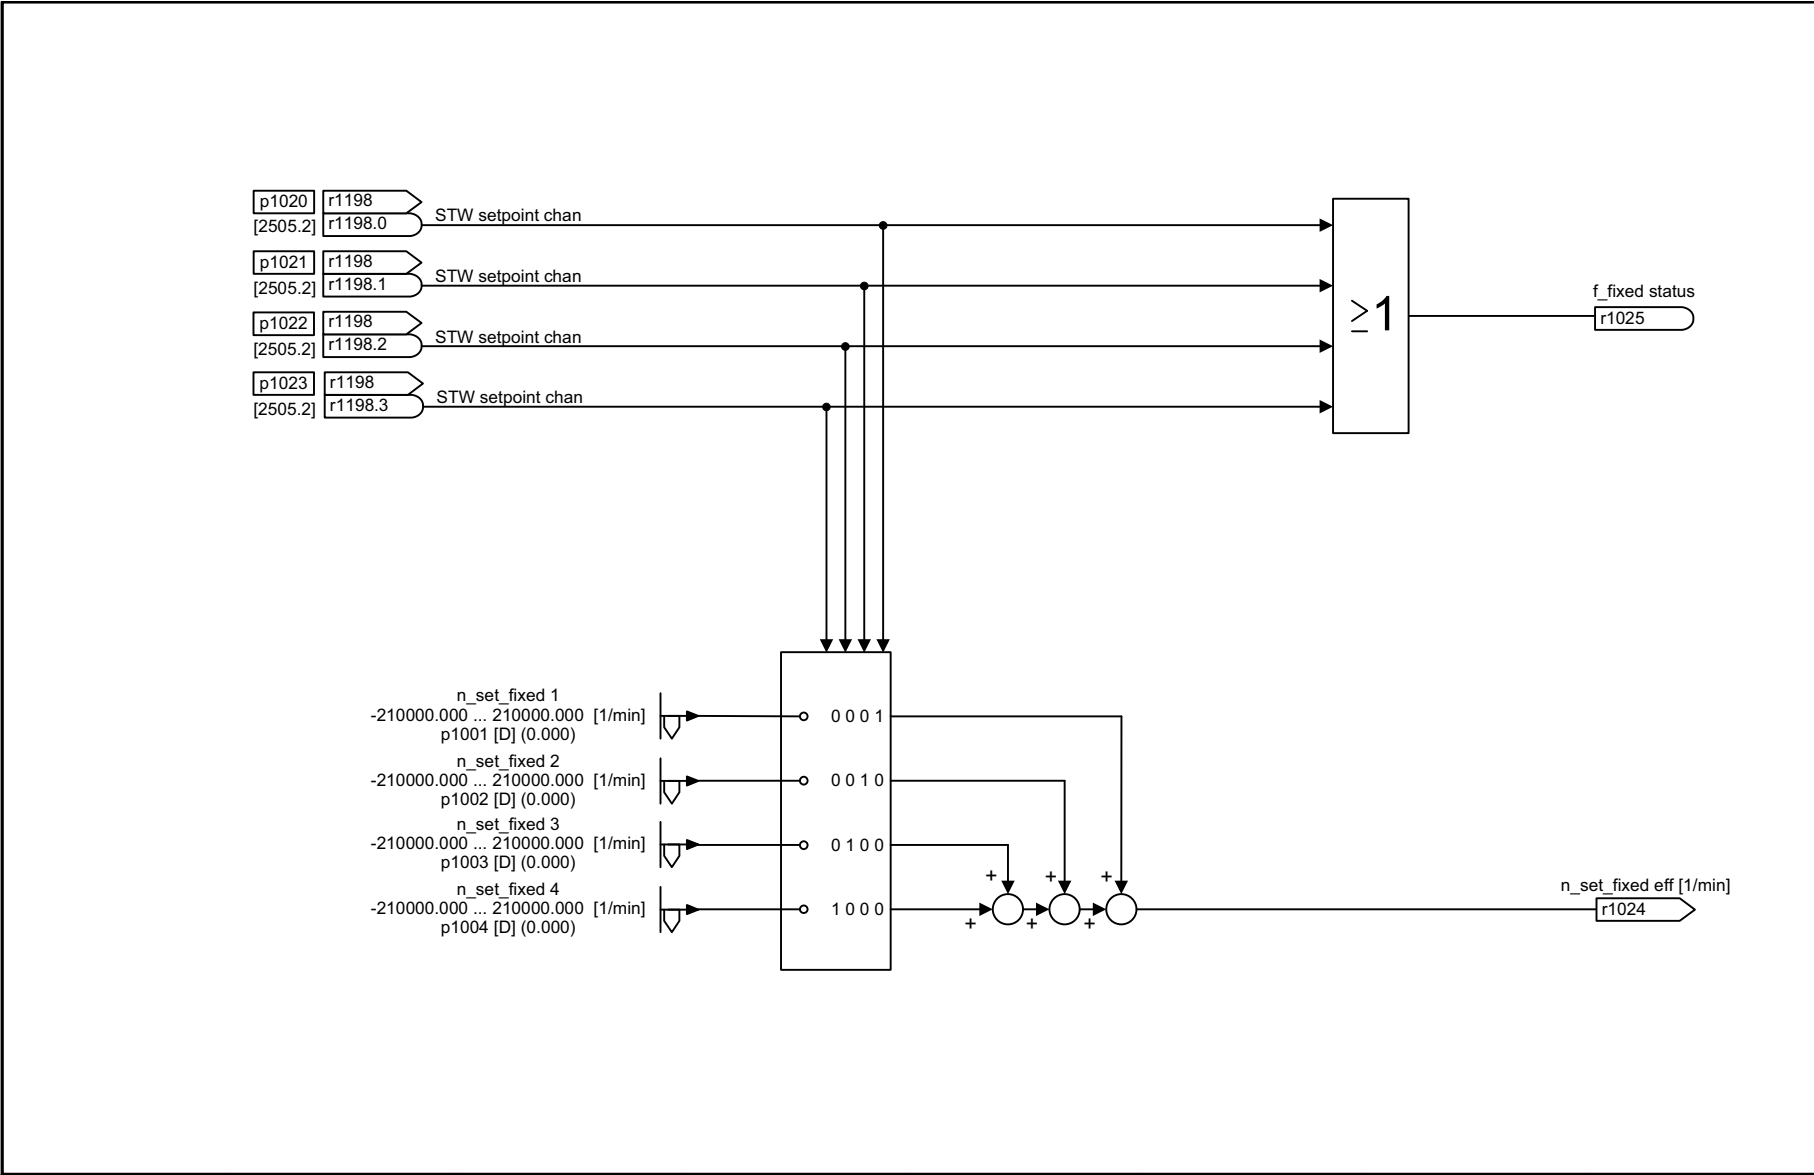 p1020 r1198
[2505.2] r1198.0 STW setpoint chan
p1021 r1198
[2505.2] r1198.1 STW setpoint chan
p1022 r1198
[2505.2] r1198.2 STW setpoint chan
p1023 r1198
[2505.2] r1198.3 STW setpoint chan
≥1
f_fixed status
r1025
n_set_fixed 1
-210000.000 ... 210000.000 [1/min]
p1001 [D] (0.000)
0 0 0 1
n_set_fixed 2
-210000.000 ... 210000.000 [1/min]
p1002 [D] (0.000)
0 0 1 0
n_set_fixed 3
-210000.000 ... 210000.000 [1/min]
p1003 [D] (0.000)
0 1 0 0
n_set_fixed 4
-210000.000 ... 210000.000 [1/min]
p1004 [D] (0.000)
1 0 0 0
+ + +
+ + +
n_set_fixed eff [1/min]
r1024